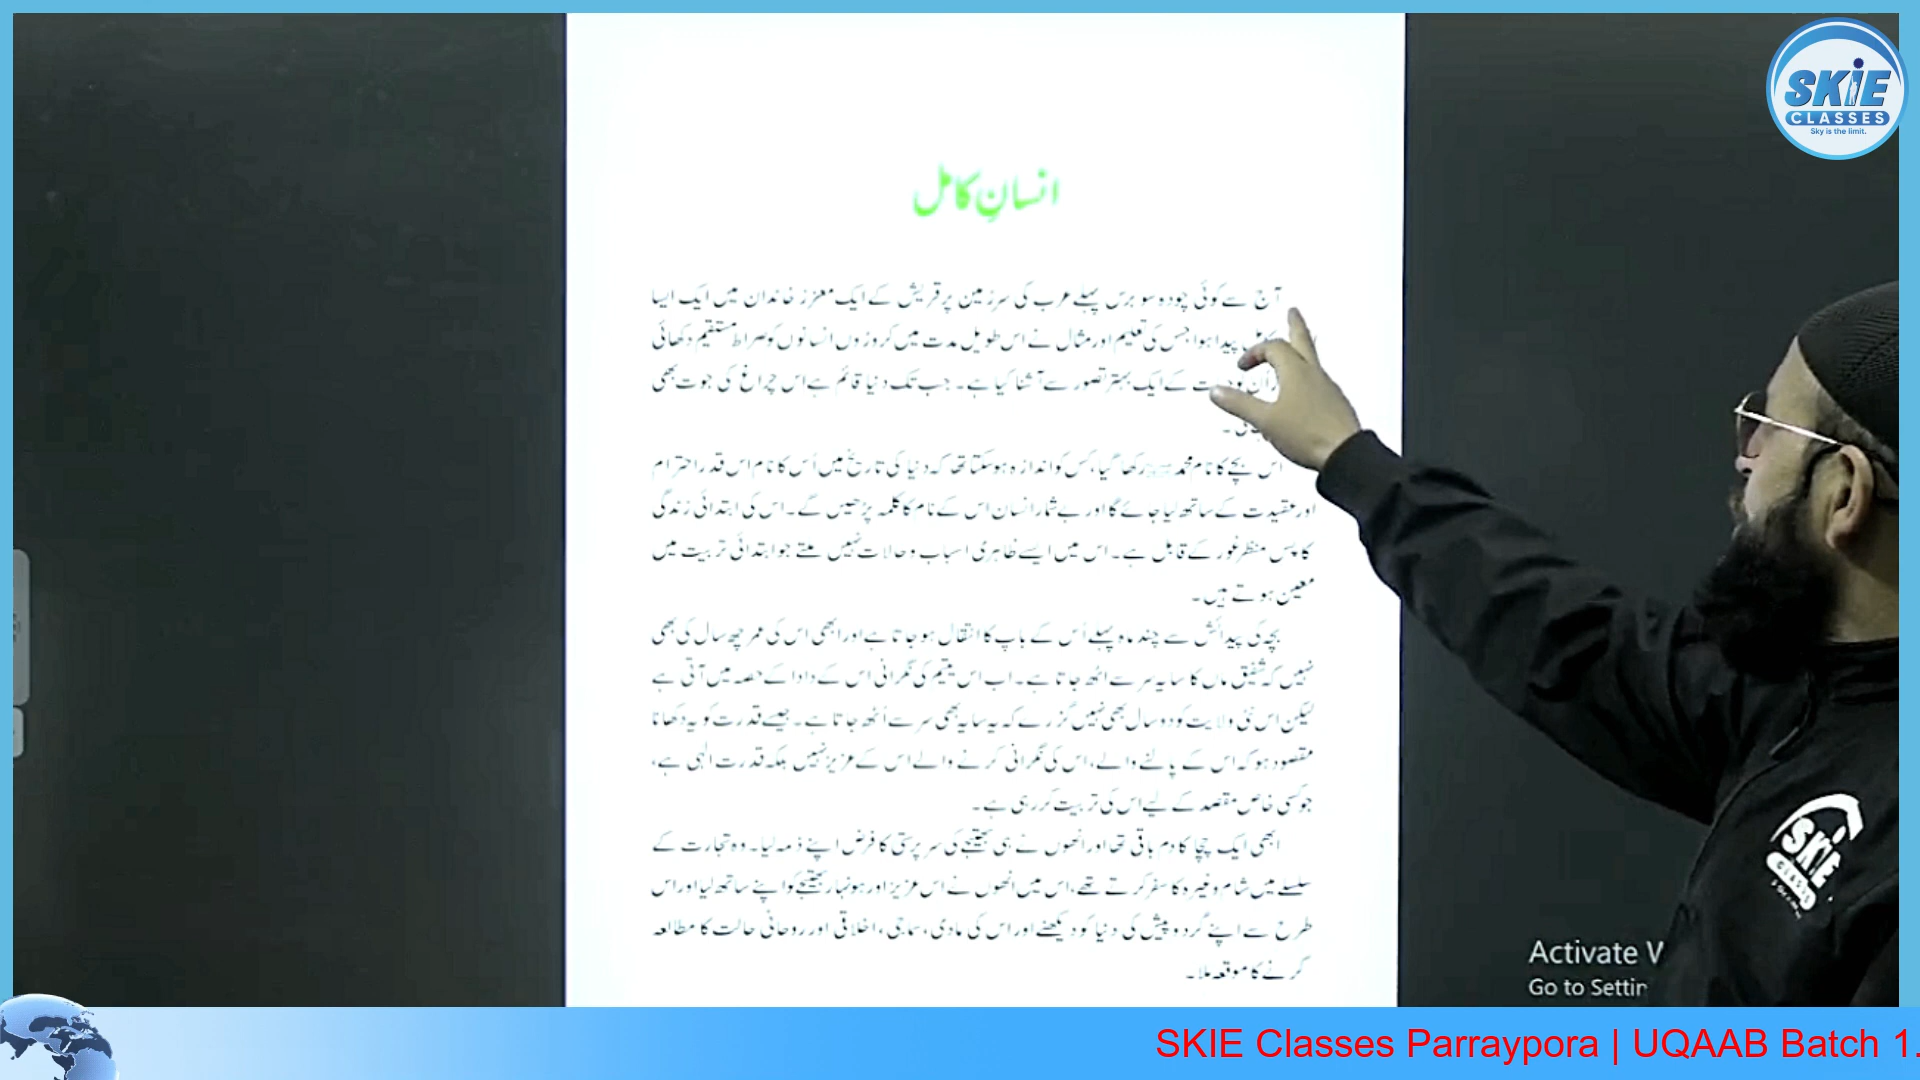 SKIE
CLASSES
Sky is the limit.
انسانِ کامل
آج سے کوئی چودہ سو برس پہلے عرب کی سرزمین پر قریش کے ایک معزز خاندان میں ایک ایسا
پیدا ہوا جس کی تعلیم اور مثال نے اس طویل مدت میں کروڑوں انسانوں کو صراط مستقیم دکھائی
کے ایک بہتر تصور سے آشنا کیا ہے۔ جب تک دنیا قائم ہے اس چراغ کی جوت بھی
اس بچے کا نام محمد رکھا گیا، کس کو اندازہ ہوسکتا تھا کہ دنیا کی تاریخ میں اُس کا نام اس قدر احترام
اور عقیدت کے ساتھ لیا جائے گا اور بے شمار انسان اس کے نام کا کلمہ پڑھیں گے۔ اس کی ابتدائی زندگی
کا پس منظر غور کے قابل ہے۔ اس میں ایسے ظاہری اسباب و حالات نہیں ملتے جو ابتدائی تربیت میں
معین ہوتے ہیں۔
بچہ کی پیدائش سے چند ماہ پہلے اُس کے باپ کا انتقال ہو جاتا ہے اور ابھی اس کی عمر چھ سال کی بھی
نہیں کہ شفیق ماں کا سایہ سر سے اٹھ جاتا ہے۔ اب اس یتیم کی نگرانی اس کے دادا کے حصہ میں آتی ہے
لیکن اس نئی ولایت کو دو سال بھی نہیں گزرے کہ یہ سایہ بھی سر سے اُٹھ جاتا ہے۔ جیسے قدرت کو یہ دکھانا
مقصود ہو کہ اس کے پالنے والے، اس کی نگرانی کرنے والے اس کے عزیز نہیں بلکہ قدرت الٰہی ہے،
جو کسی خاص مقصد کے لیے اس کی تربیت کر رہی ہے۔
ابھی ایک چچا کا دم باقی تھا اور انھوں نے ہی بھتیجے کی سرپرستی کا فرض اپنے ذمہ لیا۔ وہ تجارت کے
سلسلے میں شام وغیرہ کا سفر کرتے تھے، اس میں انھوں نے اس عزیز اور ہونہار بھتیجے کو اپنے ساتھ لیا اور اس
طرح سے اپنے گرد و پیش کی دنیا کو دیکھنے اور اس کی مادی، سماجی، اخلاقی اور روحانی حالت کا مطالعہ
کرنے کا موقعہ ملا۔
SKIE
CLASSES
Activate W
Go to Settin
SKIE Classes Parraypora | UQAAB Batch 1.